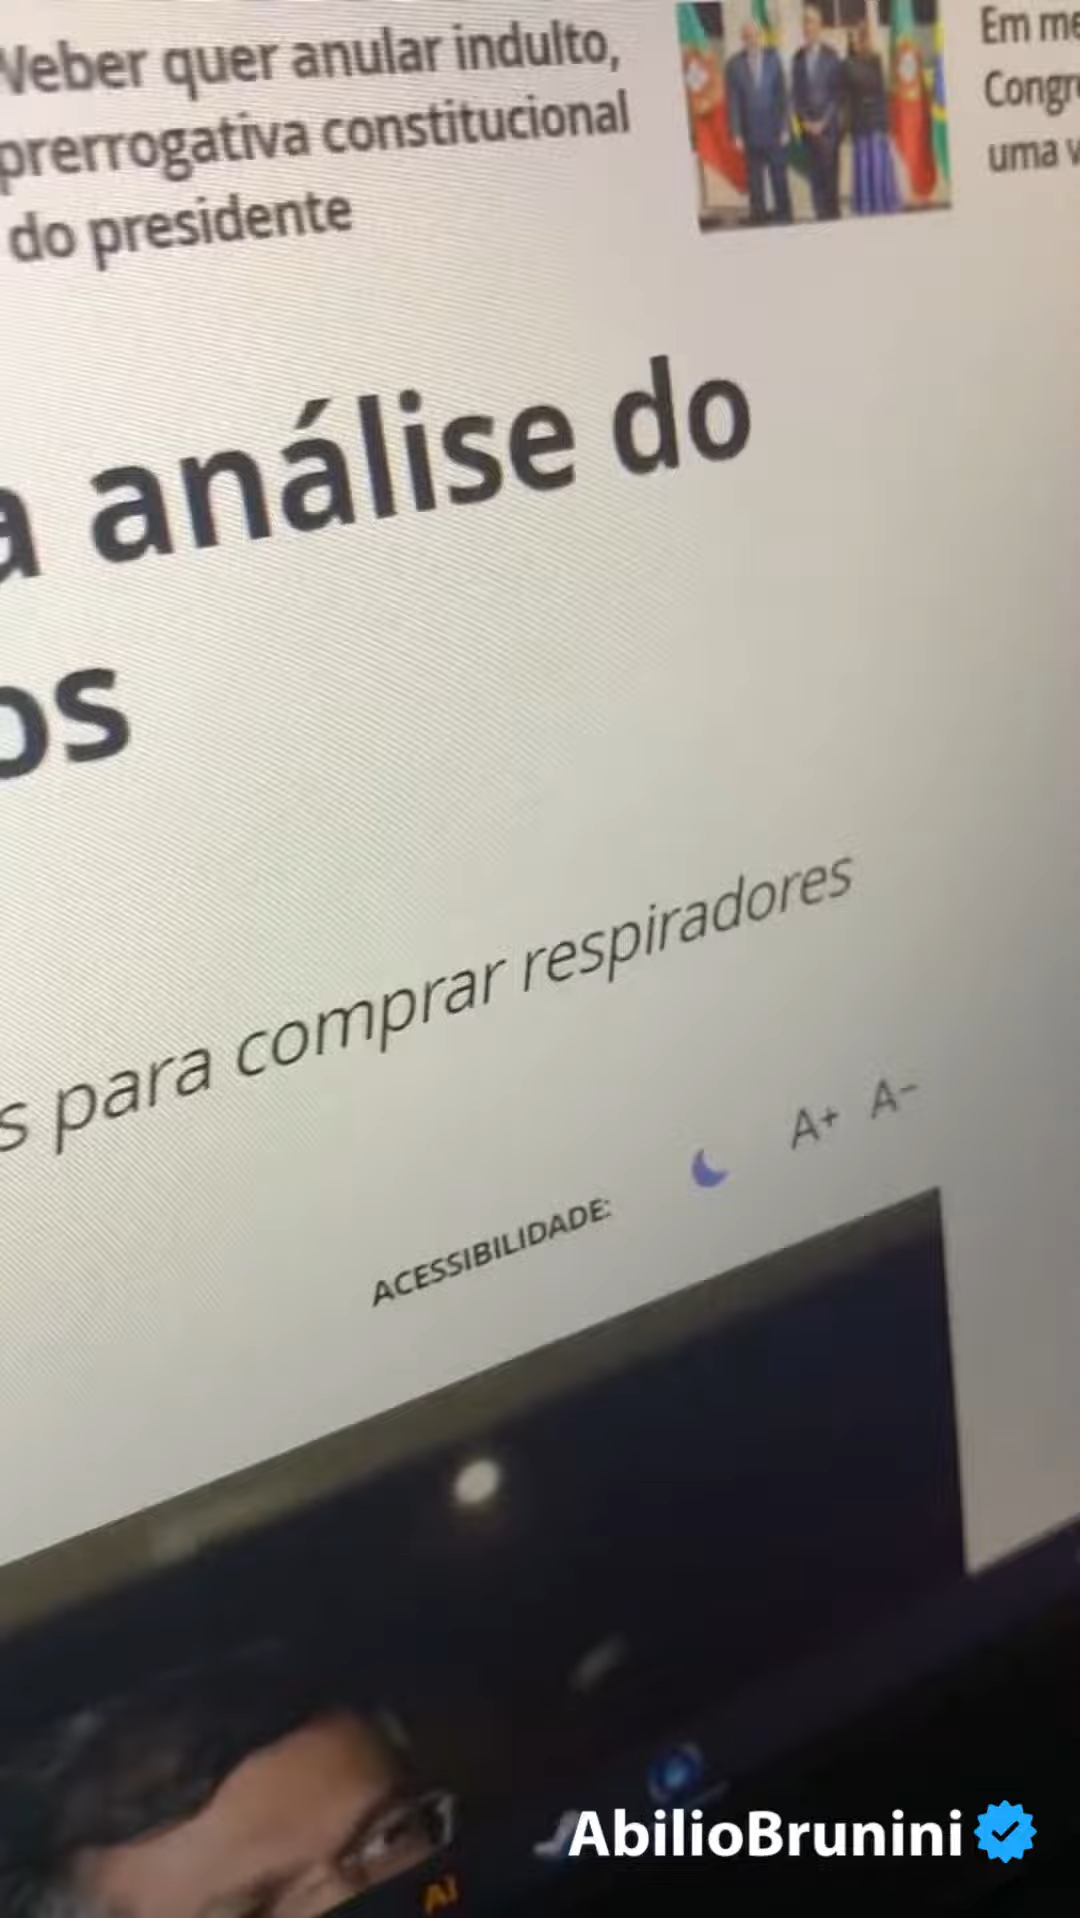 Weber quer anular indulto,
prerrogativa constitucional
do presidente
Em me
Congr
uma v
a análise do
os
s para comprar respiradores
ACESSIBILIDADE:
A+ A-
AbilioBrunini